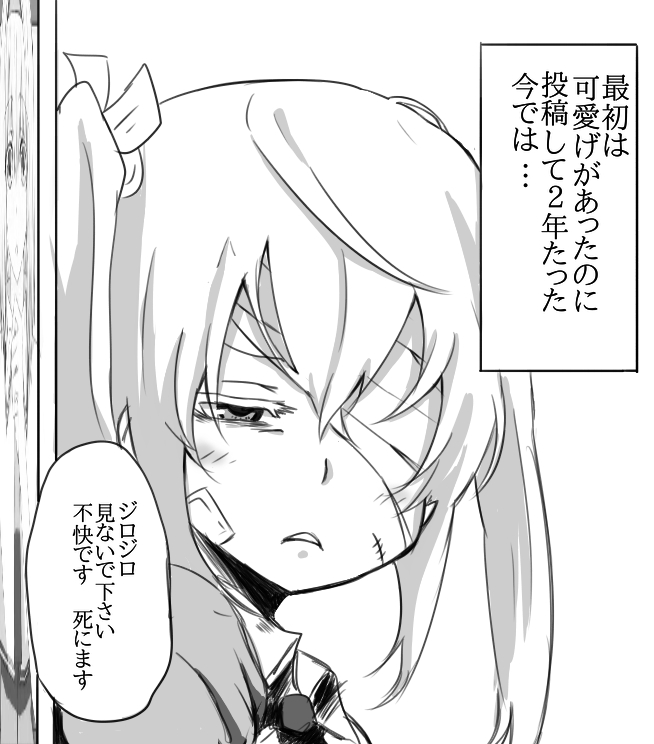 最初は
可愛げがあったのに
投稿して２年たった
今では…
ジロジロ
見ないで下さい
不快です　死にます